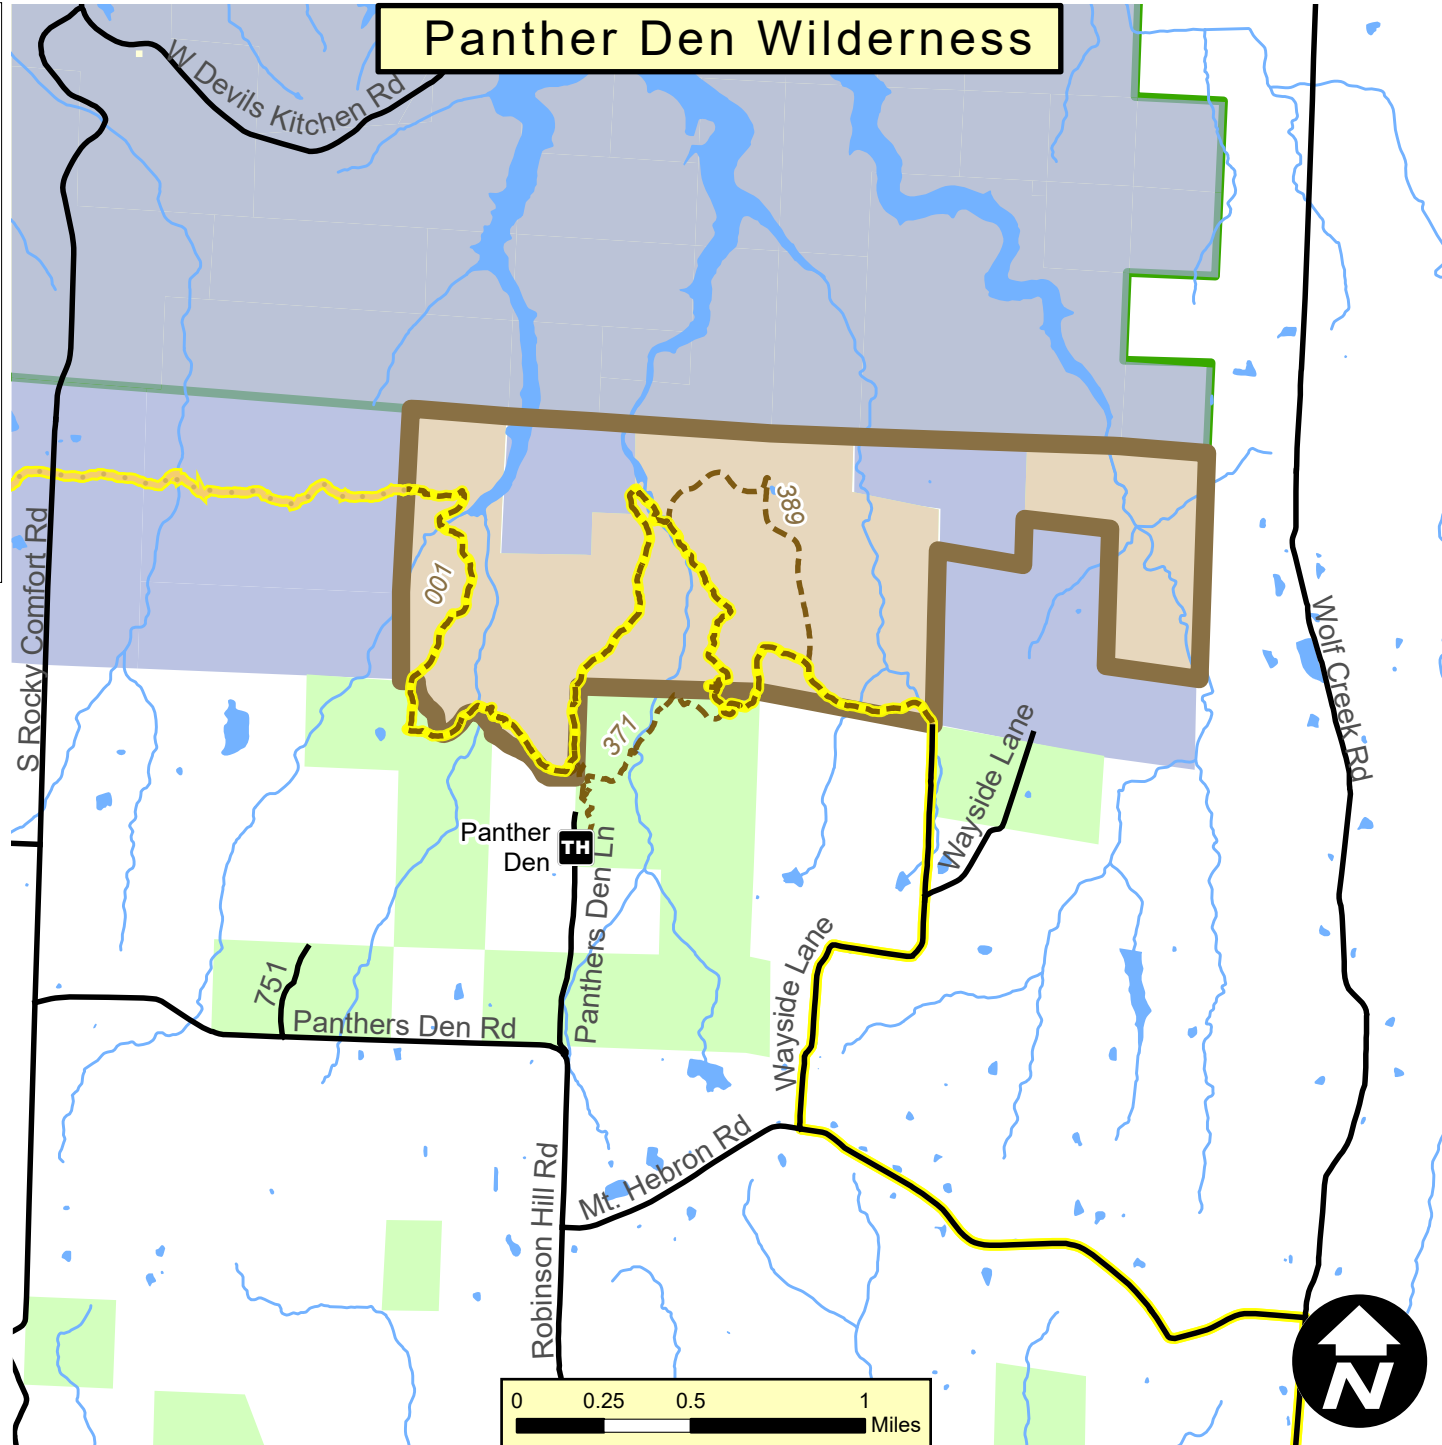 Panther Den Wilderness
W Devils Kitchen Rd
S Rocky Comfort Rd
001
389
371
Wolf Creek Rd
Wayside Lane
Panther
Den
TH
Panthers Den Ln
Wayside Lane
751
Panthers Den Rd
Mt. Hebron Rd
Robinson Hill Rd
0 0.25 0.5 1
Miles
N